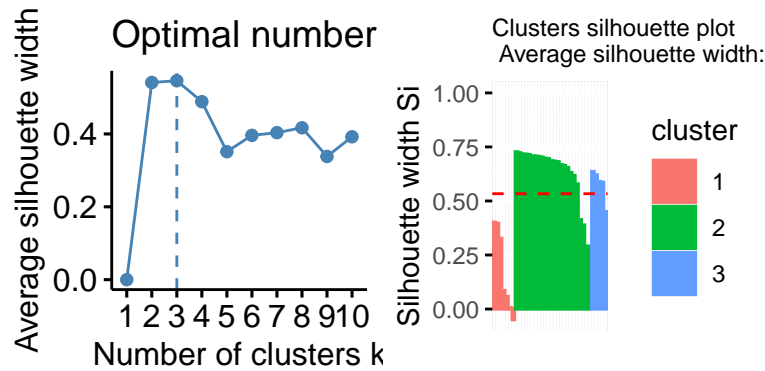 Optimal number
Average silhouette width
0.4
0.2
0.0
1 2 3 4 5 6 7 8 9 10
Number of clusters k
Clusters silhouette plot
Average silhouette width:
Silhouette width Si
1.00
0.75
0.50
0.25
0.00
cluster
1
2
3